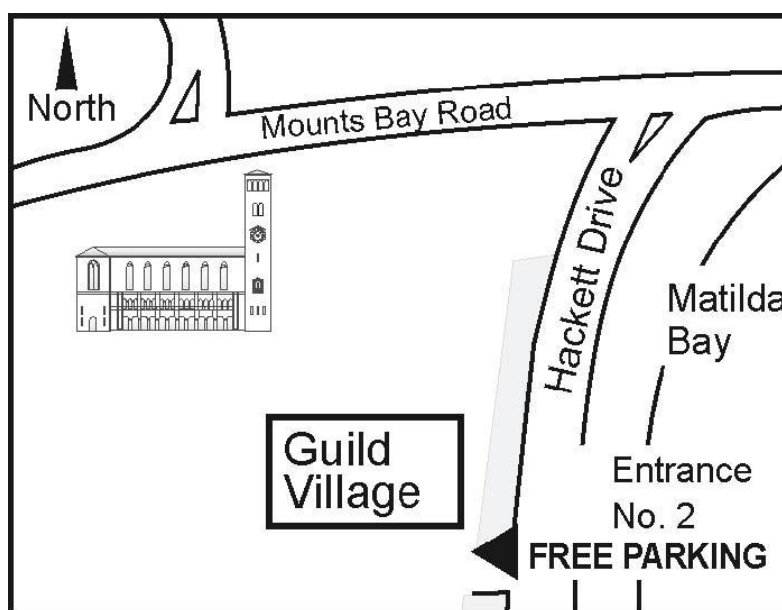 North
Mounts Bay Road
Hackett Drive
Matilda
Bay
Guild
Village
Entrance
No. 2
FREE PARKING